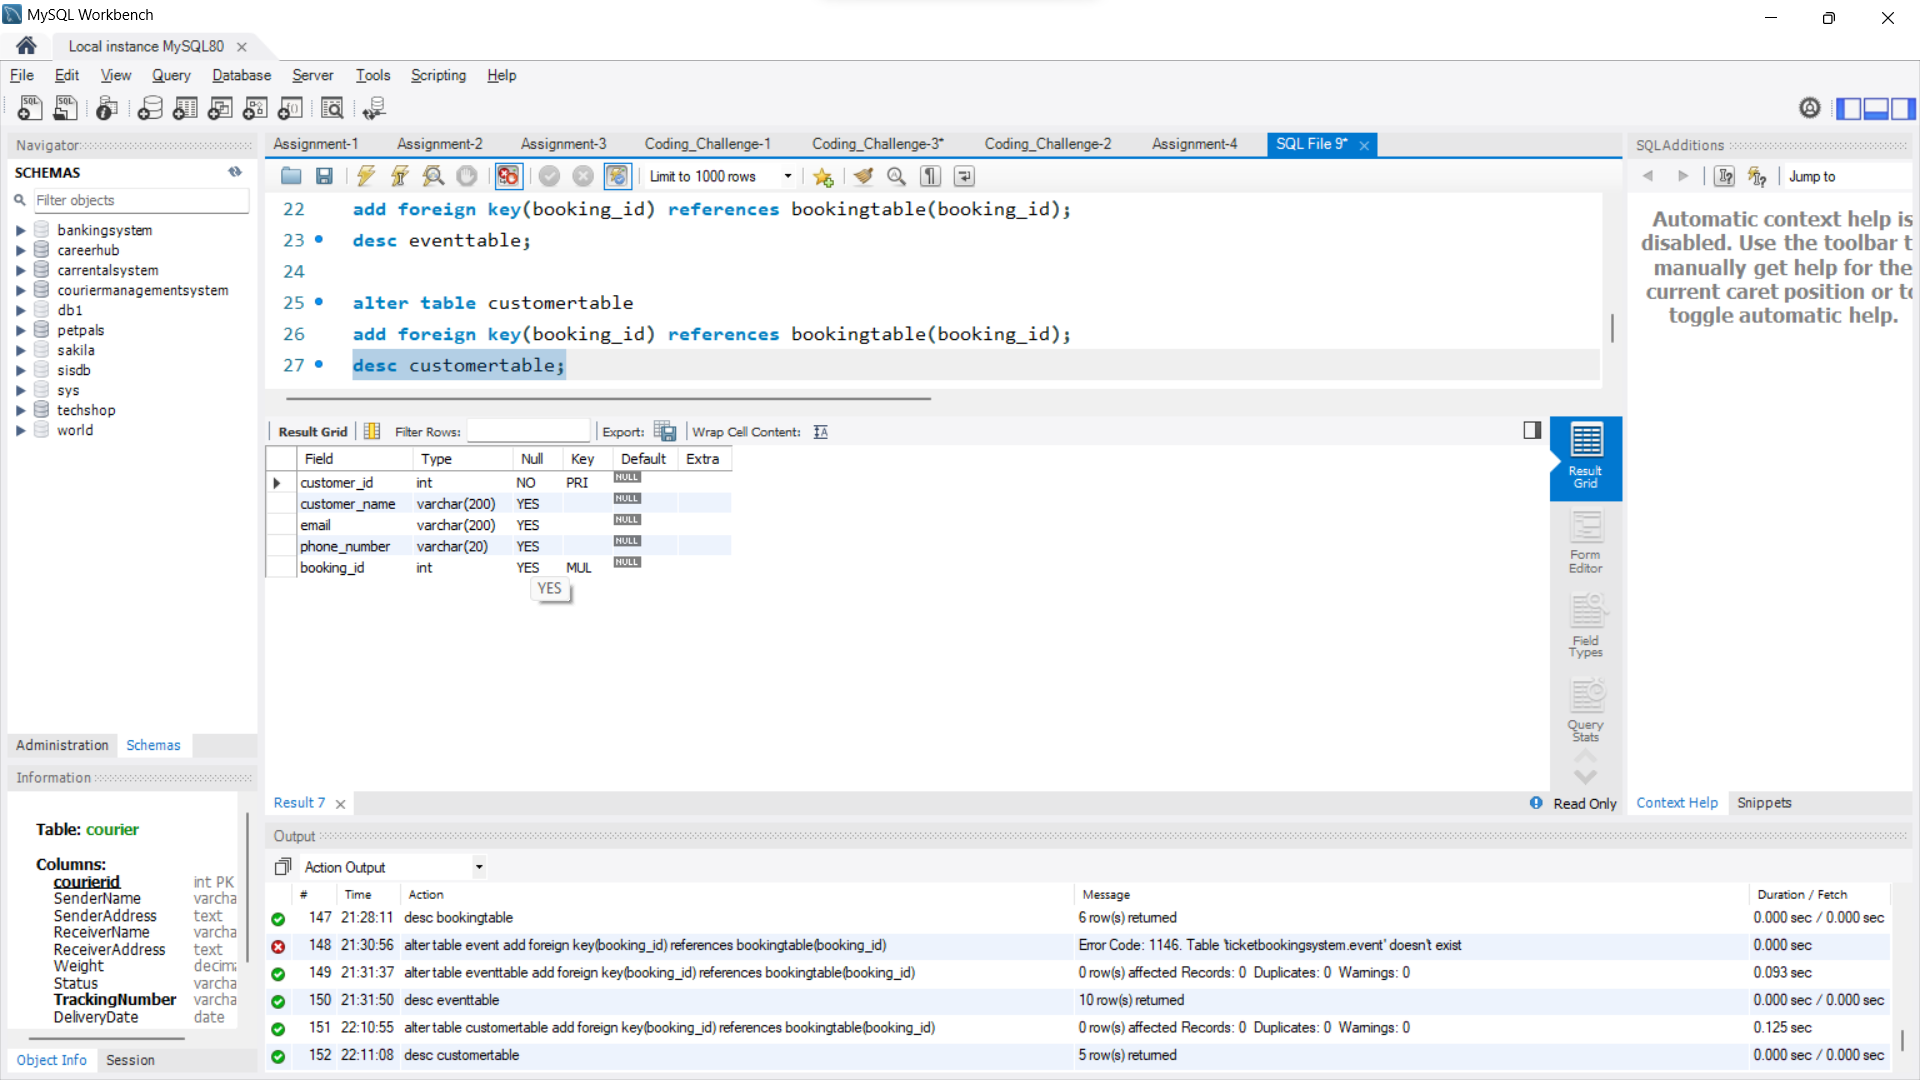 MySQL Workbench
Local instance MySQL80
File Edit View Query Database Server Tools Scripting Help
Navigator
SCHEMAS
Filter objects
bankingsystem
careerhub
carrentalsystem
couriermanagementsystem
db1
petpals
sakila
sisdb
sys
techshop
world
Administration Schemas
Information
Table: courier
Columns:
courierid int PK
SenderName varcha
SenderAddress text
ReceiverName varcha
ReceiverAddress text
Weight decim
Status varcha
TrackingNumber varcha
DeliveryDate date
Object Info Session
Assignment-1 Assignment-2 Assignment-3 Coding_Challenge-1 Coding_Challenge-3* Coding_Challenge-2 Assignment-4 SQL File 9*
Limit to 1000 rows
22 add foreign key(booking_id) references bookingtable(booking_id);
23 desc eventtable;
24
25 alter table customertable
26 add foreign key(booking_id) references bookingtable(booking_id);
27 desc customertable;
Result Grid Filter Rows: Export: Wrap Cell Content:
Field Type Null Key Default Extra
customer_id int NO PRI NULL
customer_name varchar(200) YES NULL
email varchar(200) YES NULL
phone_number varchar(20) YES NULL
booking_id int YES MUL NULL
YES
Result Grid
Form Editor
Field Types
Query Stats
Result 7
Read Only
SQLAdditions
Jump to
Automatic context help is
disabled. Use the toolbar t
manually get help for the
current caret position or to
toggle automatic help.
Context Help Snippets
Output
Action Output
# Time Action Message Duration / Fetch
147 21:28:11 desc bookingtable 6 row(s) returned 0.000 sec / 0.000 sec
148 21:30:56 alter table event add foreign key(booking_id) references bookingtable(booking_id) Error Code: 1146. Table 'ticketbookingsystem.event' doesn't exist 0.000 sec
149 21:31:37 alter table eventtable add foreign key(booking_id) references bookingtable(booking_id) 0 row(s) affected Records: 0 Duplicates: 0 Warnings: 0 0.093 sec
150 21:31:50 desc eventtable 10 row(s) returned 0.000 sec / 0.000 sec
151 22:10:55 alter table customertable add foreign key(booking_id) references bookingtable(booking_id) 0 row(s) affected Records: 0 Duplicates: 0 Warnings: 0 0.125 sec
152 22:11:08 desc customertable 5 row(s) returned 0.000 sec / 0.000 sec